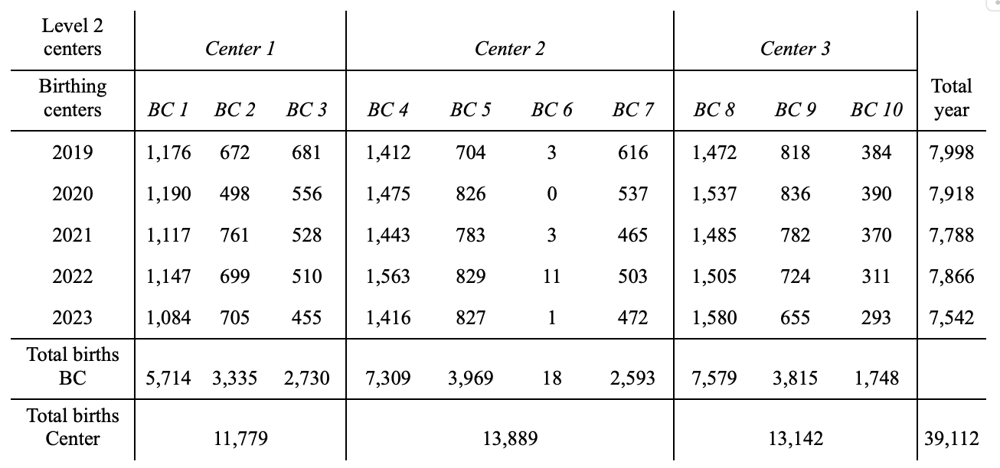 Level 2 centers Center 1 Center 2 Center 3
Birthing centers BC 1 BC 2 BC 3 BC 4 BC 5 BC 6 BC 7 BC 8 BC 9 BC 10 Total year
2019 1,176 672 681 1,412 704 3 616 1,472 818 384 7,998
2020 1,190 498 556 1,475 826 0 537 1,537 836 390 7,918
2021 1,117 761 528 1,443 783 3 465 1,485 782 370 7,788
2022 1,147 699 510 1,563 829 11 503 1,505 724 311 7,866
2023 1,084 705 455 1,416 827 1 472 1,580 655 293 7,542
Total births BC 5,714 3,335 2,730 7,309 3,969 18 2,593 7,579 3,815 1,748
Total births Center 11,779 13,889 13,142 39,112